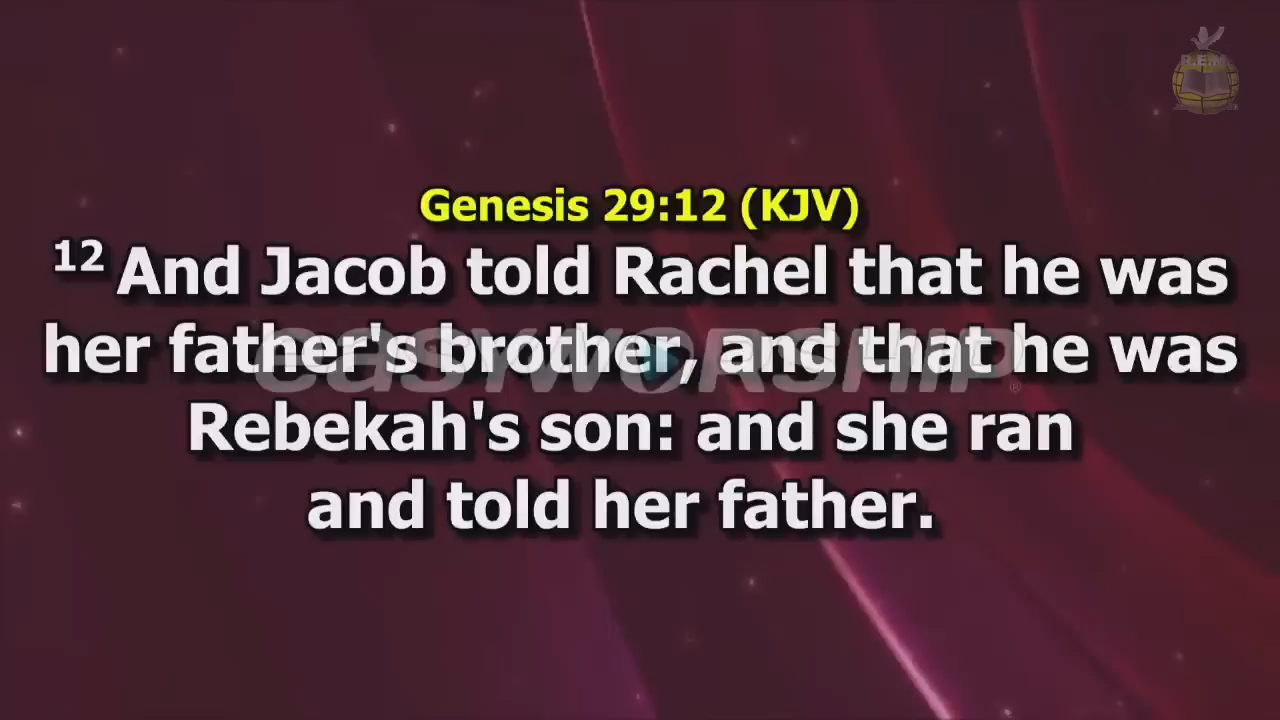 R.E.M.
Genesis 29:12 (KJV)
12 And Jacob told Rachel that he was
her father's brother, and that he was
Rebekah's son: and she ran
and told her father.
easyworship®